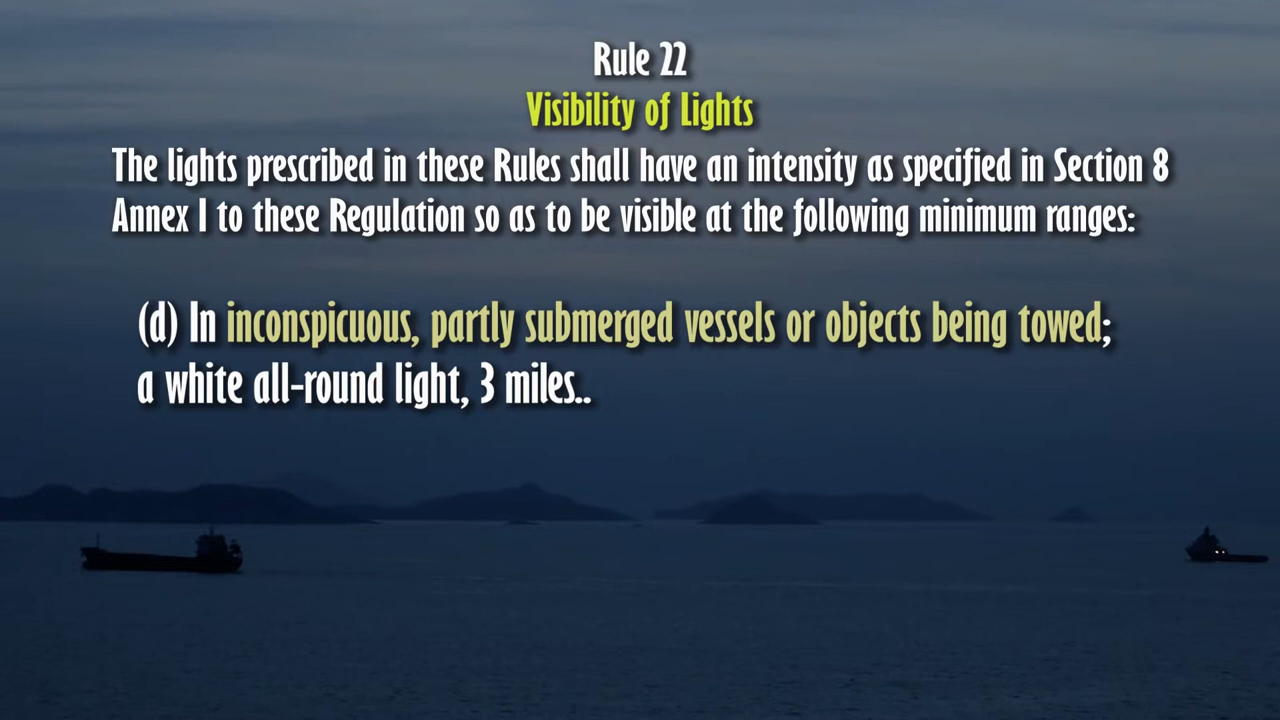 Rule 22
Visibility of Lights
The lights prescribed in these Rules shall have an intensity as specified in Section 8
Annex I to these Regulation so as to be visible at the following minimum ranges:
(d) In inconspicuous, partly submerged vessels or objects being towed;
a white all-round light, 3 miles..